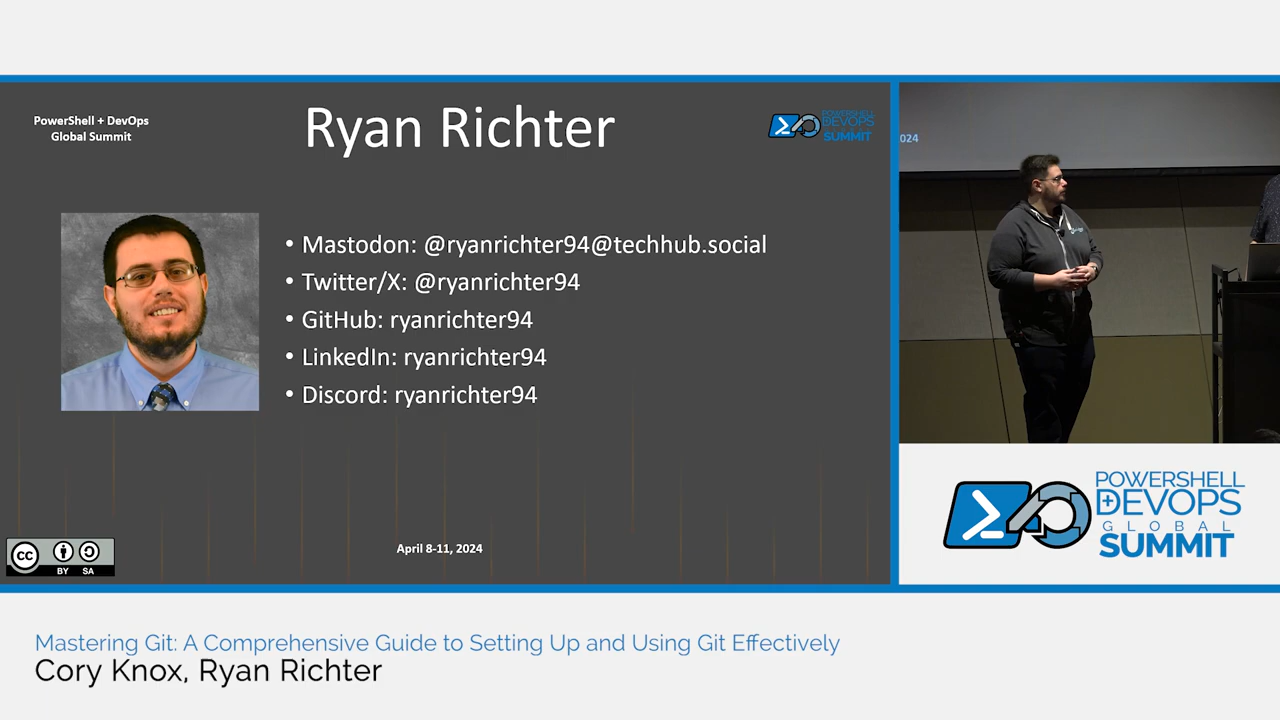 PowerShell + DevOps
Global Summit
Ryan Richter
POWERSHELL
DEVOPS
SUMMIT
• Mastodon: @ryanrichter94@techhub.social
• Twitter/X: @ryanrichter94
• GitHub: ryanrichter94
• LinkedIn: ryanrichter94
• Discord: ryanrichter94
April 8-11, 2024
cc
BY SA
024
POWERSHELL
+DEVOPS
GLOBAL
SUMMIT
Mastering Git: A Comprehensive Guide to Setting Up and Using Git Effectively
Cory Knox, Ryan Richter